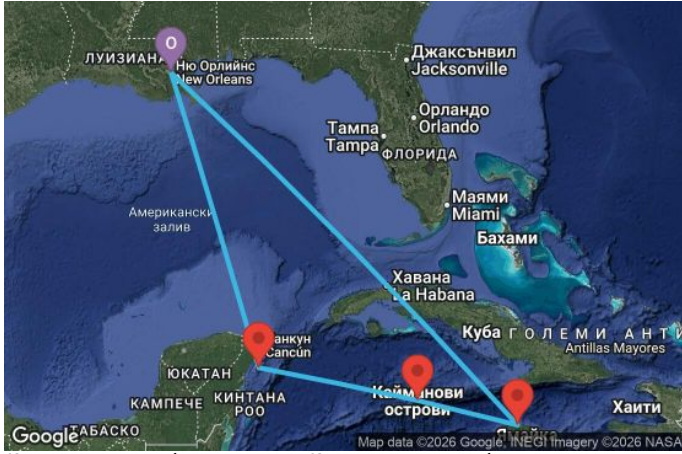 ЛУИЗИАНА
O
Ню Орлийнс
New Orleans
Джаксънвил
Jacksonville
Орландо
Orlando
Тампа
Tampa
ФЛОРИДА
Маями
Miami
Американски
залив
Бахами
Хавана
La Habana
Куба
ГОЛЕМИ АНТИ
Antillas Mayores
Cancún
ЮКАТАН
КАМПЕЧЕ
КИНТАНА
РОО
Кайманови
острови
Хаити
Ямайка
Google
ТАБАСКО
Map data ©2026 Google, INEGI Imagery ©2026 NASA